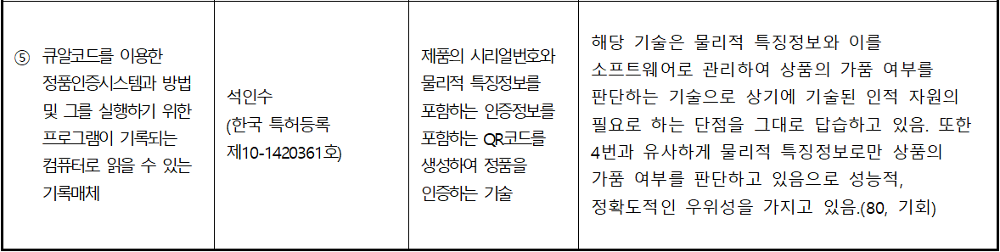 ⑤ 큐알코드를 이용한
정품인증시스템과 방법
및 그를 실행하기 위한
프로그램이 기록되는
컴퓨터로 읽을 수 있는
기록매체
석인수
(한국 특허등록
제10-1420361호)
제품의 시리얼번호와
물리적 특징정보를
포함하는 인증정보를
포함하는 QR코드를
생성하여 정품을
인증하는 기술
해당 기술은 물리적 특징정보와 이를
소프트웨어로 관리하여 상품의 가품 여부를
판단하는 기술으로 상기에 기술된 인적 자원의
필요로 하는 단점을 그대로 답습하고 있음. 또한
4번과 유사하게 물리적 특징정보로만 상품의
가품 여부를 판단하고 있음으로 성능적,
정확도적인 우위성을 가지고 있음.(80, 기회)